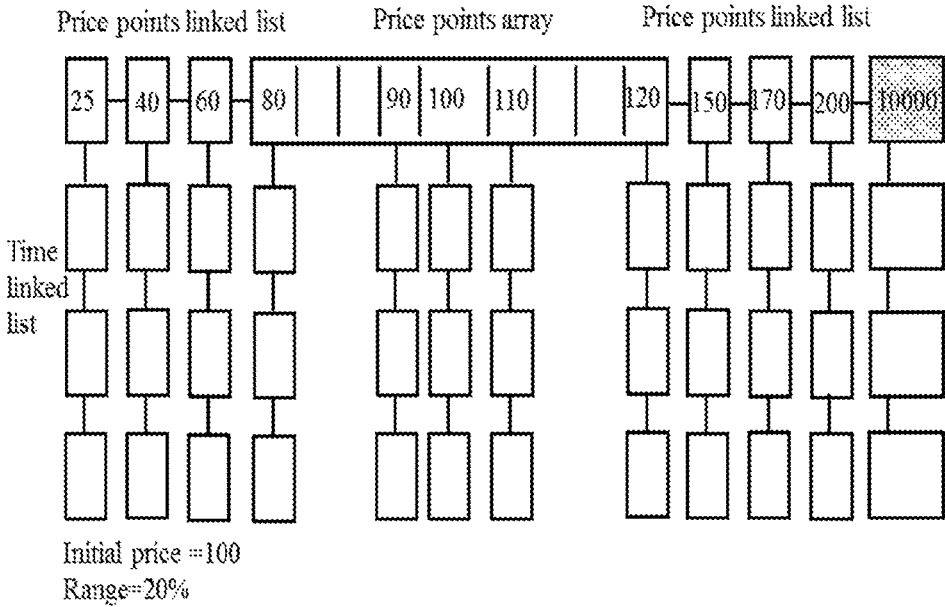 Price points linked list Price points array Price points linked list
25 40 60 80 90 100 110 120 150 170 200 10000
Time
linked
list
Initial price =100
Range=20%